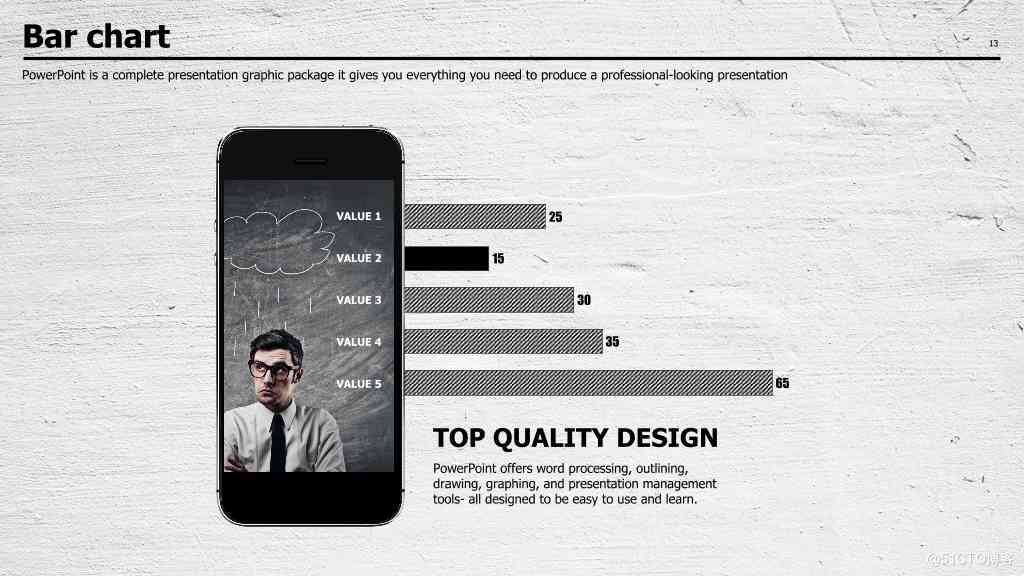 Bar chart
13
PowerPoint is a complete presentation graphic package it gives you everything you need to produce a professional-looking presentation
VALUE 1
25
VALUE 2
15
VALUE 3
30
VALUE 4
35
VALUE 5
65
TOP QUALITY DESIGN
PowerPoint offers word processing, outlining,
drawing, graphing, and presentation management
tools- all designed to be easy to use and learn.
@51CTO博客